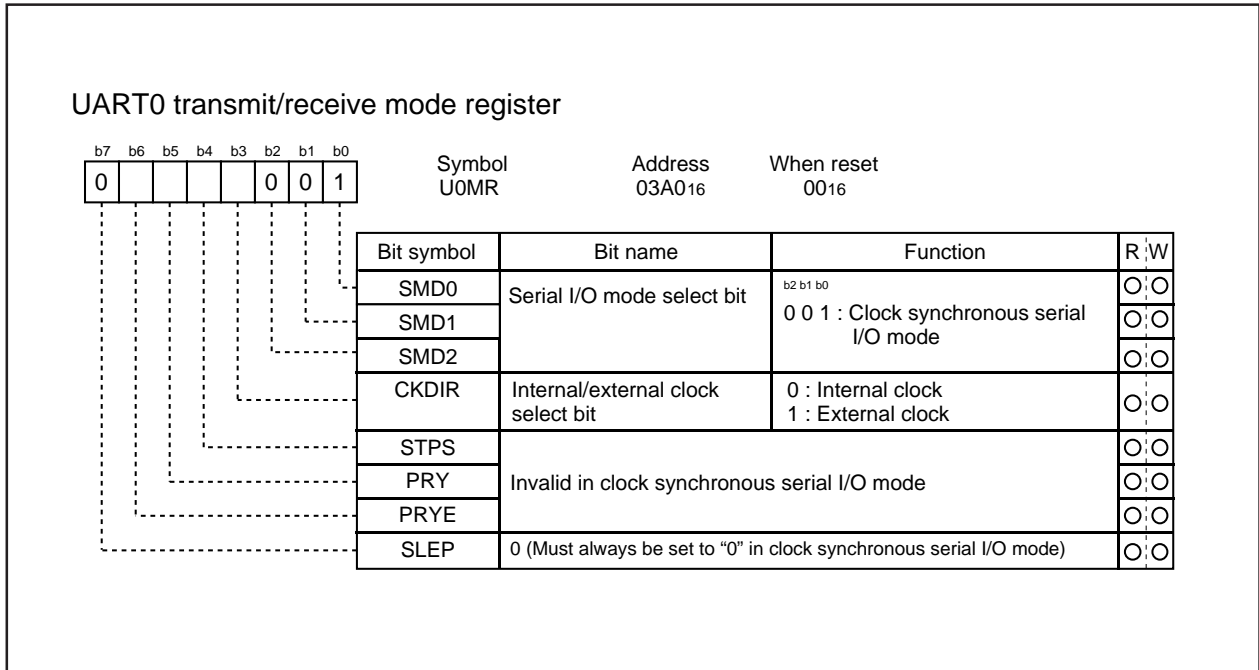 UART0 transmit/receive mode register
b7 b6 b5 b4 b3 b2 b1 b0
0 0 0 1
Symbol Address When reset
U0MR 03A016 0016
Bit symbol Bit name Function R W
SMD0 Serial I/O mode select bit b2 b1 b0
SMD1 0 0 1 : Clock synchronous serial
I/O mode
SMD2
CKDIR Internal/external clock 0 : Internal clock
select bit 1 : External clock
STPS
PRY Invalid in clock synchronous serial I/O mode
PRYE
SLEP 0 (Must always be set to “0” in clock synchronous serial I/O mode)